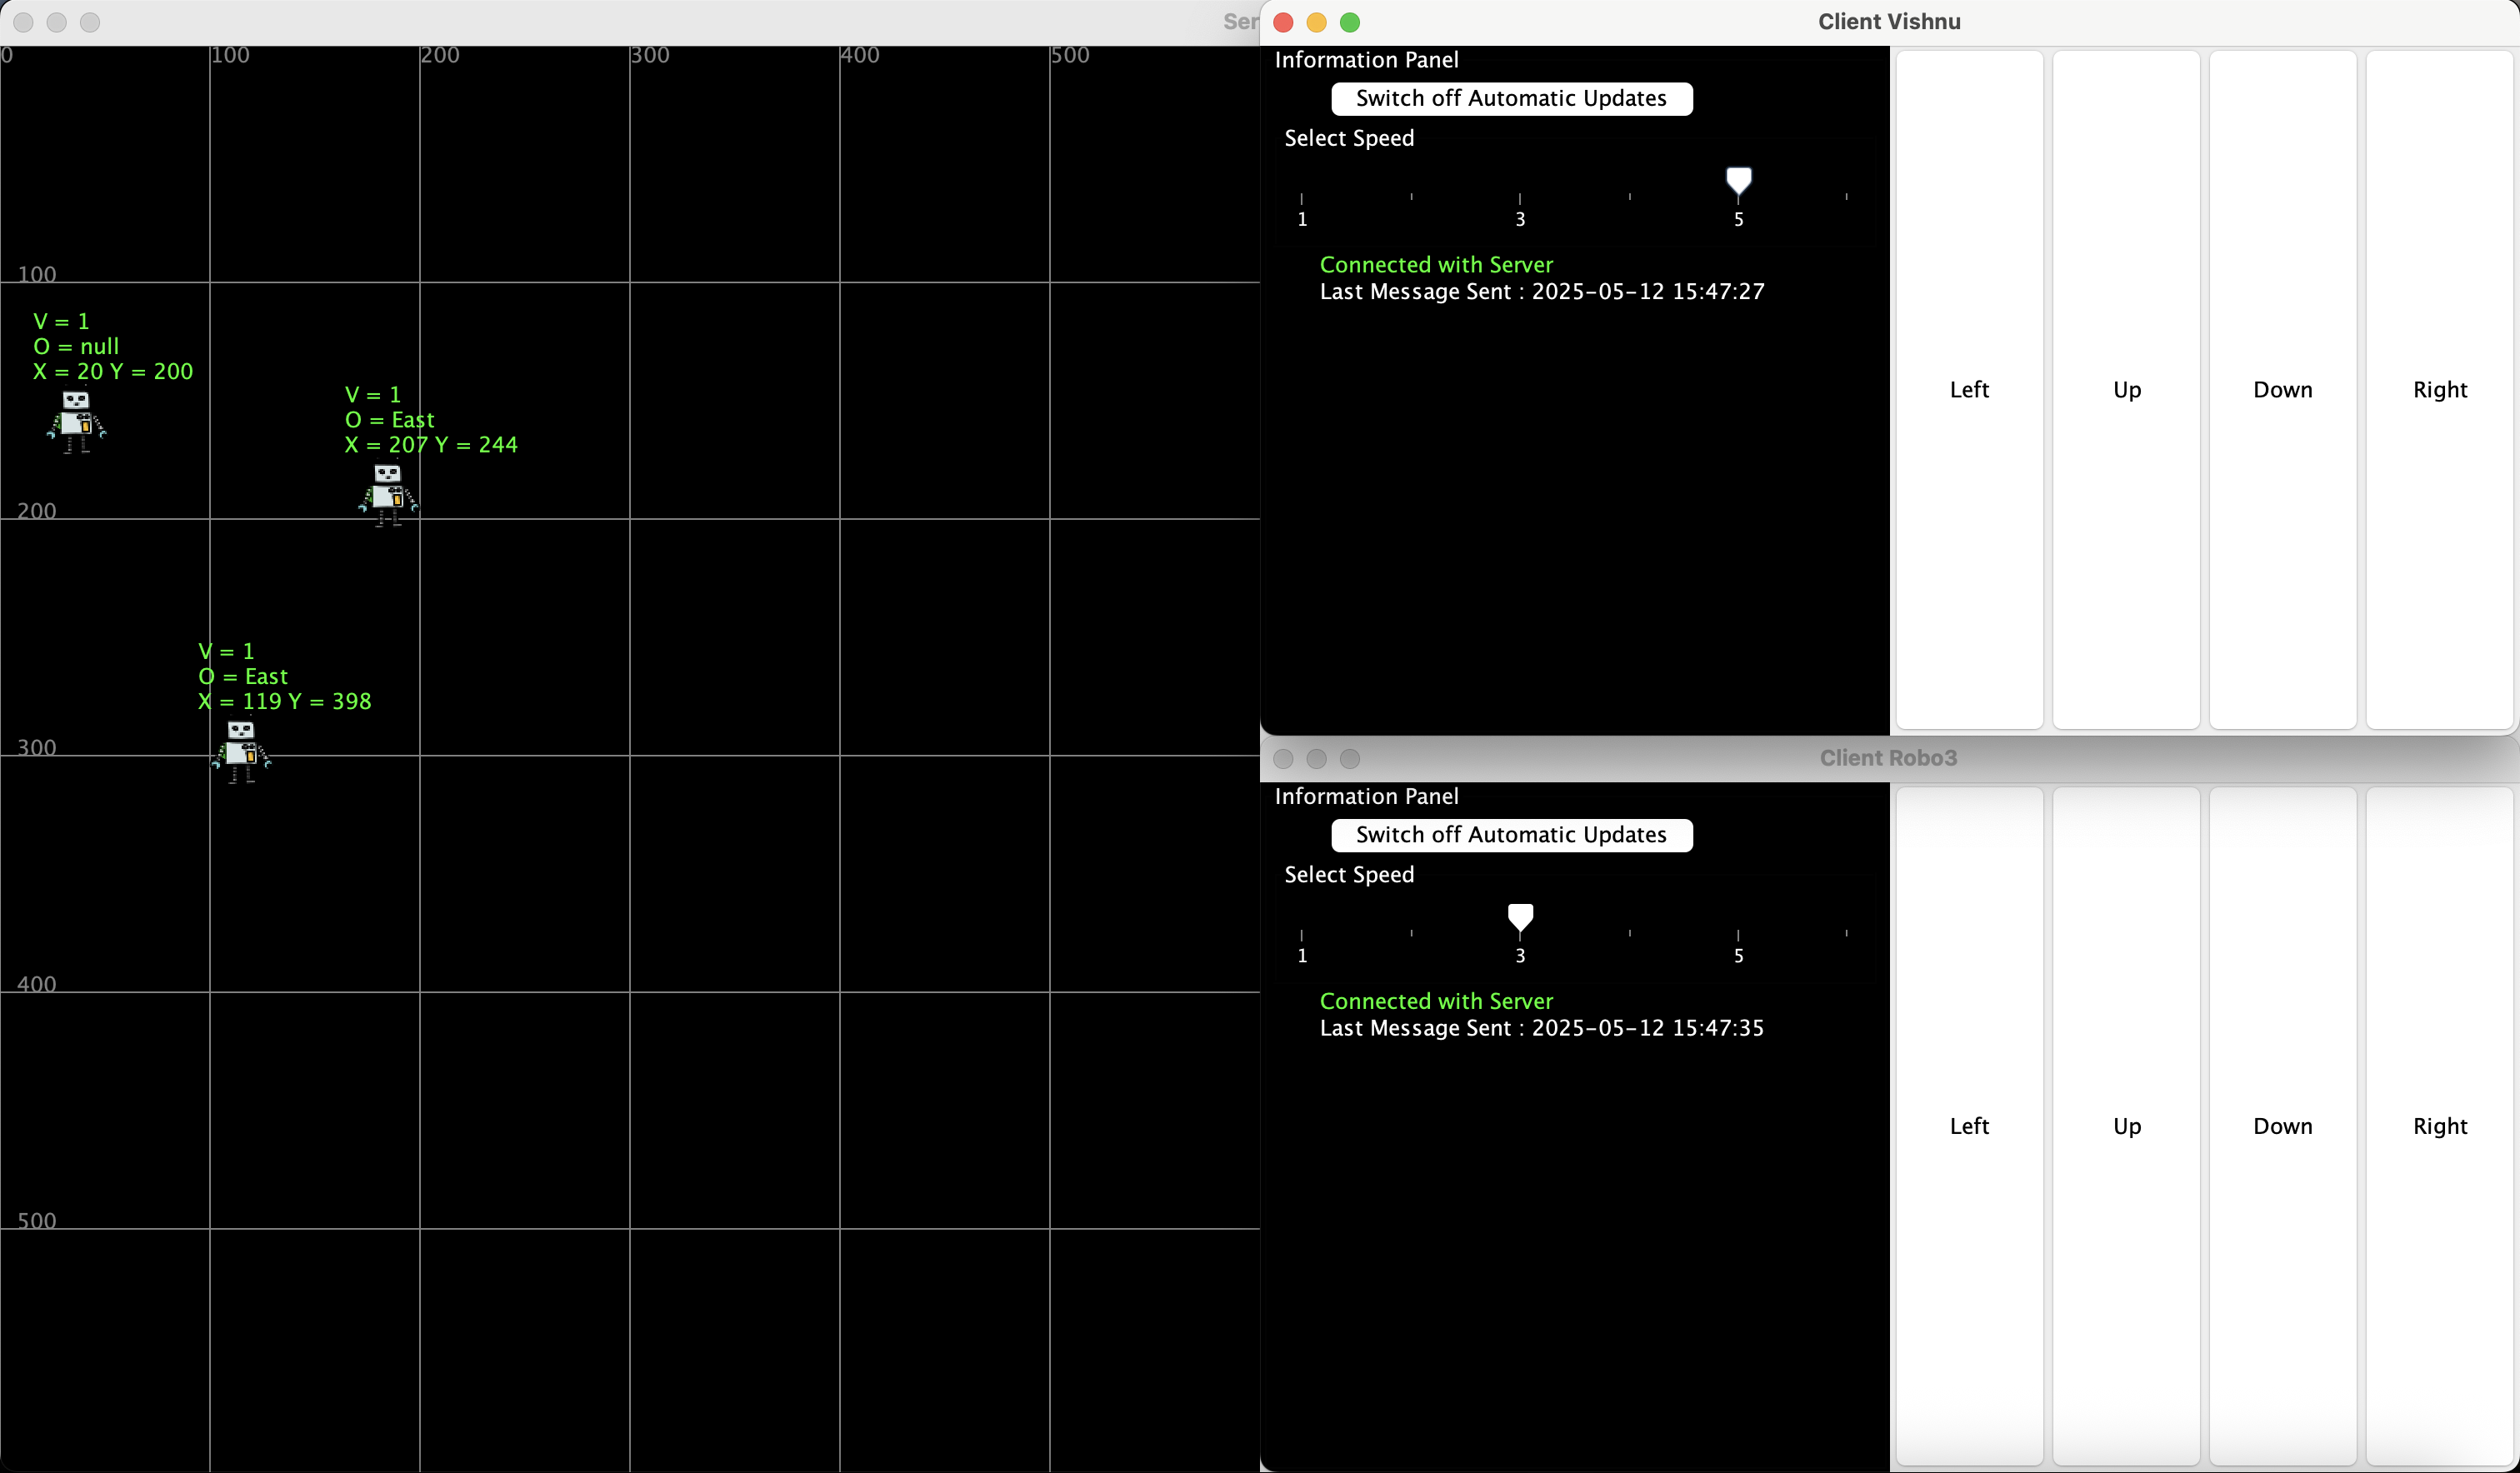 Ser
0
100
200
300
400
500
100
V = 1
O = null
X = 20 Y = 200
V = 1
O = East
X = 207 Y = 244
200
V = 1
O = East
X = 119 Y = 398
300
400
500
Client Vishnu
Information Panel
Switch off Automatic Updates
Select Speed
1
3
5
Connected with Server
Last Message Sent : 2025-05-12 15:47:27
Left
Up
Down
Right
Client Robo3
Information Panel
Switch off Automatic Updates
Select Speed
1
3
5
Connected with Server
Last Message Sent : 2025-05-12 15:47:35
Left
Up
Down
Right